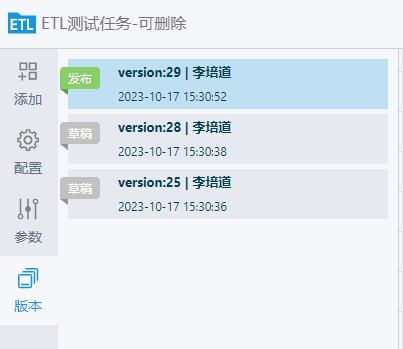 ETL ETL测试任务-可删除
添加
配置
参数
版本
发布 version:29 | 李培道
2023-10-17 15:30:52
草稿 version:28 | 李培道
2023-10-17 15:30:38
草稿 version:25 | 李培道
2023-10-17 15:30:36